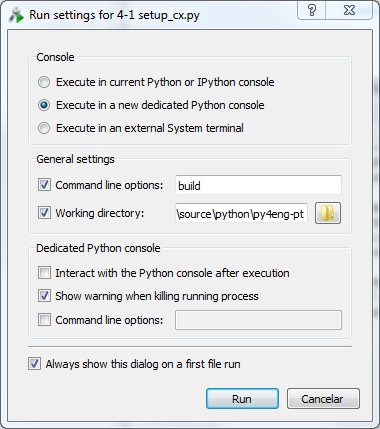 Run settings for 4-1 setup_cx.py
Console
Execute in current Python or IPython console
Execute in a new dedicated Python console
Execute in an external System terminal
General settings
Command line options: build
Working directory: \source\python\py4eng-pt
Dedicated Python console
Interact with the Python console after execution
Show warning when killing running process
Command line options:
Always show this dialog on a first file run
Run Cancelar